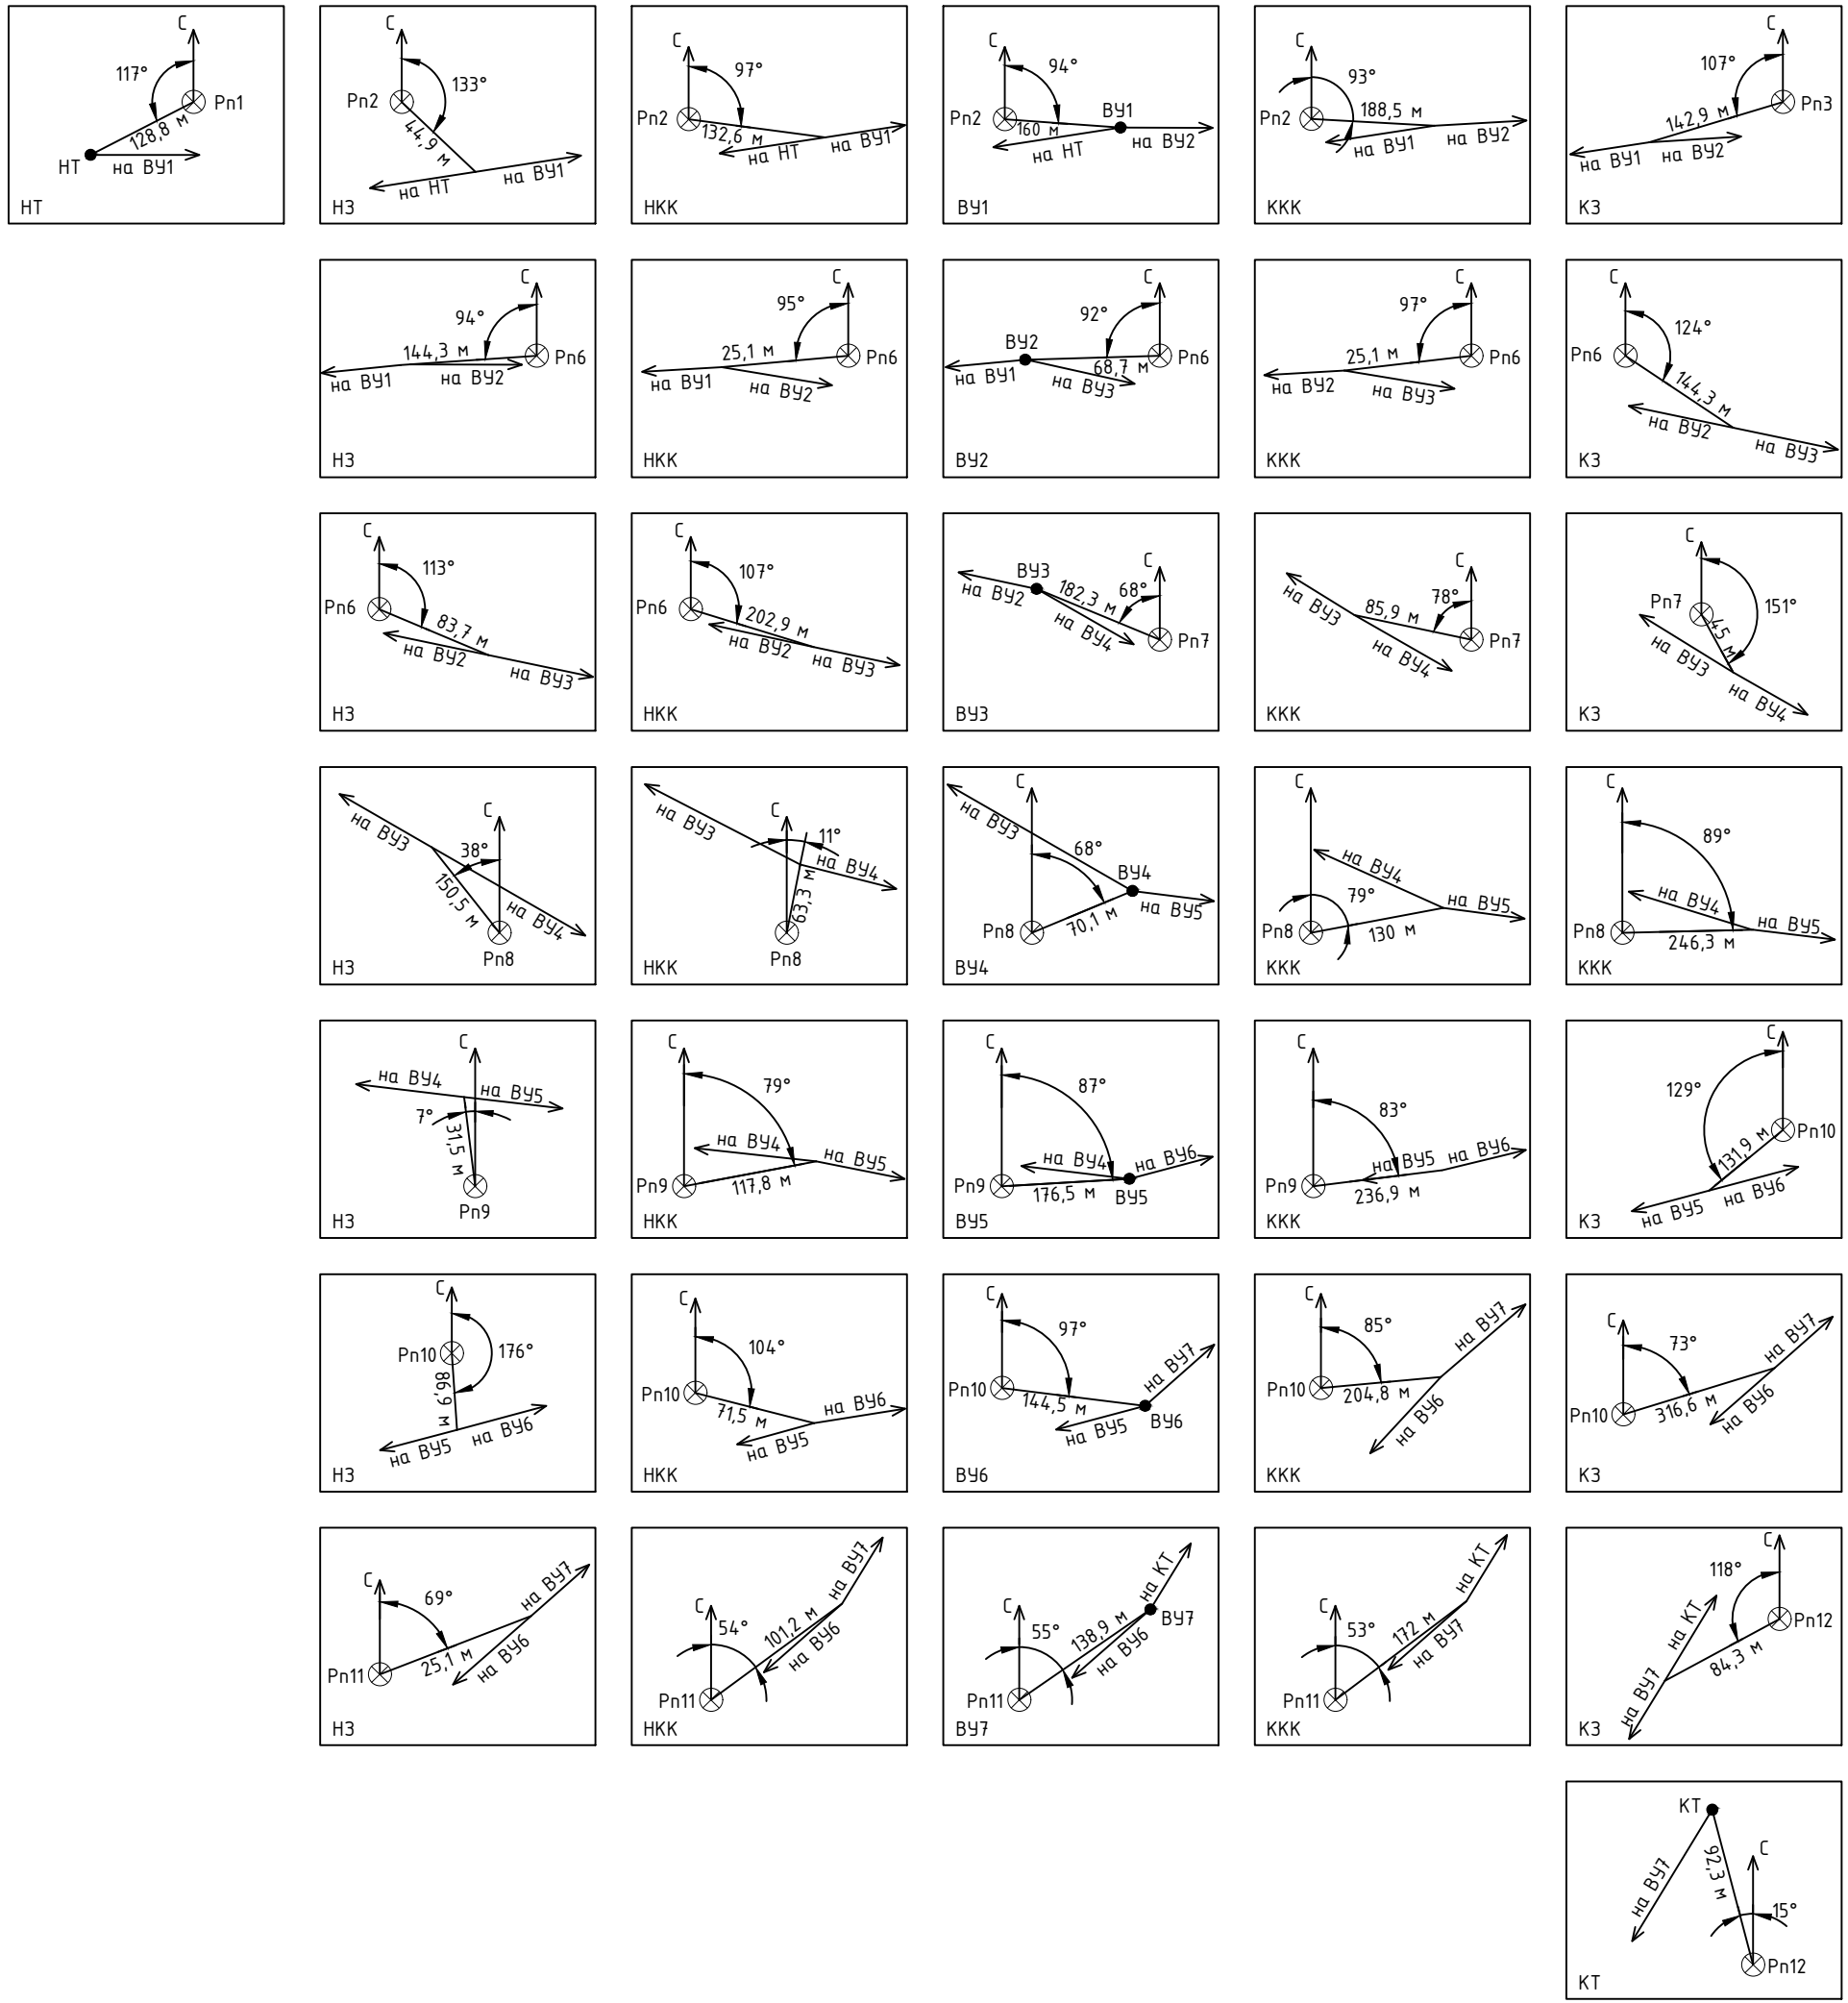 С
117°
Рп1
128,8 м
НТ
на ВУ1
НТ
С
133°
Рп2
44,9 м
на НТ
на ВУ1
НЗ
С
97°
Рп2
132,6 м
на НТ
на ВУ1
НКК
С
94°
Рп2
ВУ1
160 м
на НТ
на ВУ2
ВУ1
С
93°
Рп2
188,5 м
на ВУ1
на ВУ2
ККК
С
107°
Рп3
142,9 м
на ВУ1
на ВУ2
КЗ
С
94°
144,3 м
Рп6
на ВУ1
на ВУ2
НЗ
С
95°
25,1 м
Рп6
на ВУ1
на ВУ2
НКК
С
92°
ВУ2
Рп6
68,7 м
на ВУ1
на ВУ3
ВУ2
С
97°
25,1 м
Рп6
на ВУ2
на ВУ3
ККК
С
124°
Рп6
144,3 м
на ВУ2
на ВУ3
КЗ
С
113°
Рп6
83,7 м
на ВУ2
на ВУ3
НЗ
С
107°
Рп6
202,9 м
на ВУ2
на ВУ3
НКК
С
ВУ3
68°
182,3 м
на ВУ2
на ВУ4
Рп7
ВУ3
С
78°
на ВУ3
85,9 м
Рп7
на ВУ4
ККК
С
Рп7
151°
45 м
на ВУ3
на ВУ4
КЗ
С
на ВУ3
38°
150,5 м
на ВУ4
Рп8
НЗ
С
на ВУ3
11°
на ВУ4
63,3 м
Рп8
НКК
С
на ВУ3
68°
ВУ4
на ВУ5
Рп8
70,1 м
ВУ4
С
на ВУ4
79°
на ВУ5
Рп8
130 м
ККК
С
89°
на ВУ4
на ВУ5
Рп8
246,3 м
ККК
С
на ВУ4
на ВУ5
7°
31,5 м
Рп9
НЗ
С
79°
на ВУ4
на ВУ5
Рп9
117,8 м
НКК
С
87°
на ВУ4
на ВУ6
Рп9
176,5 м
ВУ5
ВУ5
С
83°
на ВУ5
на ВУ6
Рп9
236,9 м
ККК
С
129°
Рп10
131,9 м
на ВУ5
на ВУ6
КЗ
С
Рп10
176°
86,9 м
на ВУ5
на ВУ6
НЗ
С
104°
Рп10
71,5 м
на ВУ5
на ВУ6
НКК
С
97°
на ВУ7
Рп10
144,5 м
на ВУ5
ВУ6
ВУ6
С
85°
на ВУ7
Рп10
204,8 м
на ВУ6
ККК
С
73°
на ВУ7
Рп10
316,6 м
на ВУ6
КЗ
С
69°
на ВУ7
Рп11
25,1 м
на ВУ6
НЗ
С
54°
на ВУ7
101,2 м
на ВУ6
Рп11
НКК
С
55°
на КТ
138,9 м
ВУ7
на ВУ6
Рп11
ВУ7
С
53°
на КТ
172 м
на ВУ7
Рп11
ККК
С
118°
Рп12
на КТ
84,3 м
на ВУ7
КЗ
КТ
С
92,3 м
на ВУ7
15°
Рп12
КТ